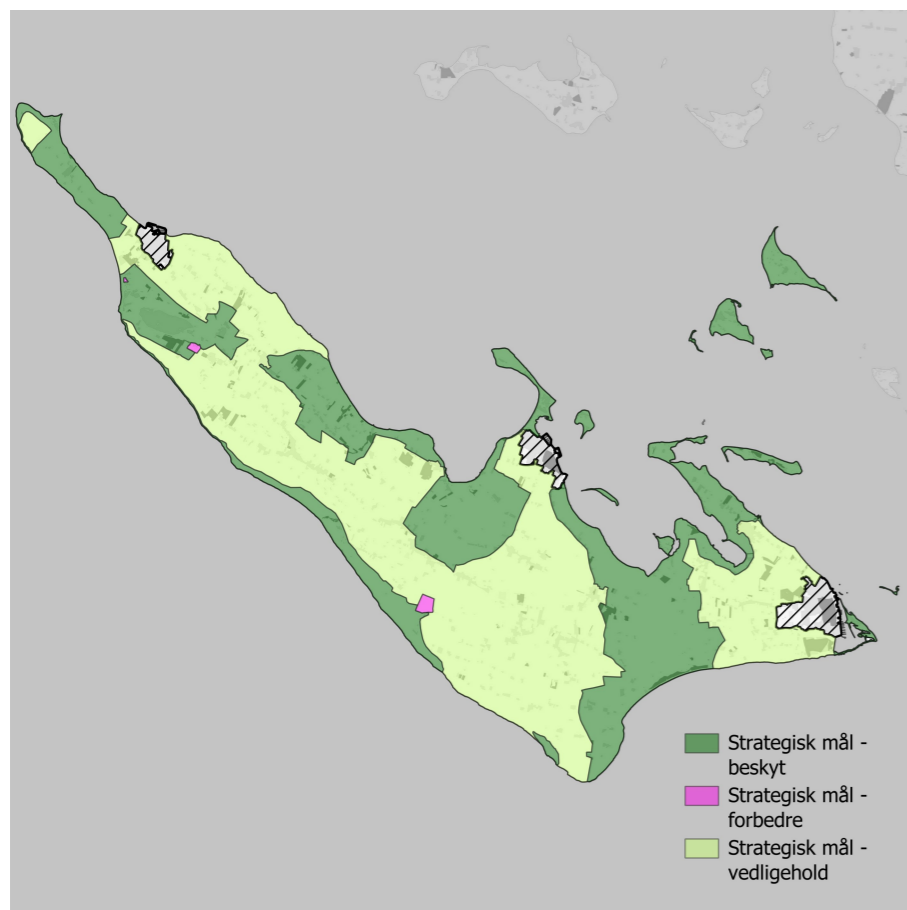 Strategisk mål -
beskyt
Strategisk mål -
forbedre
Strategisk mål -
vedligehold